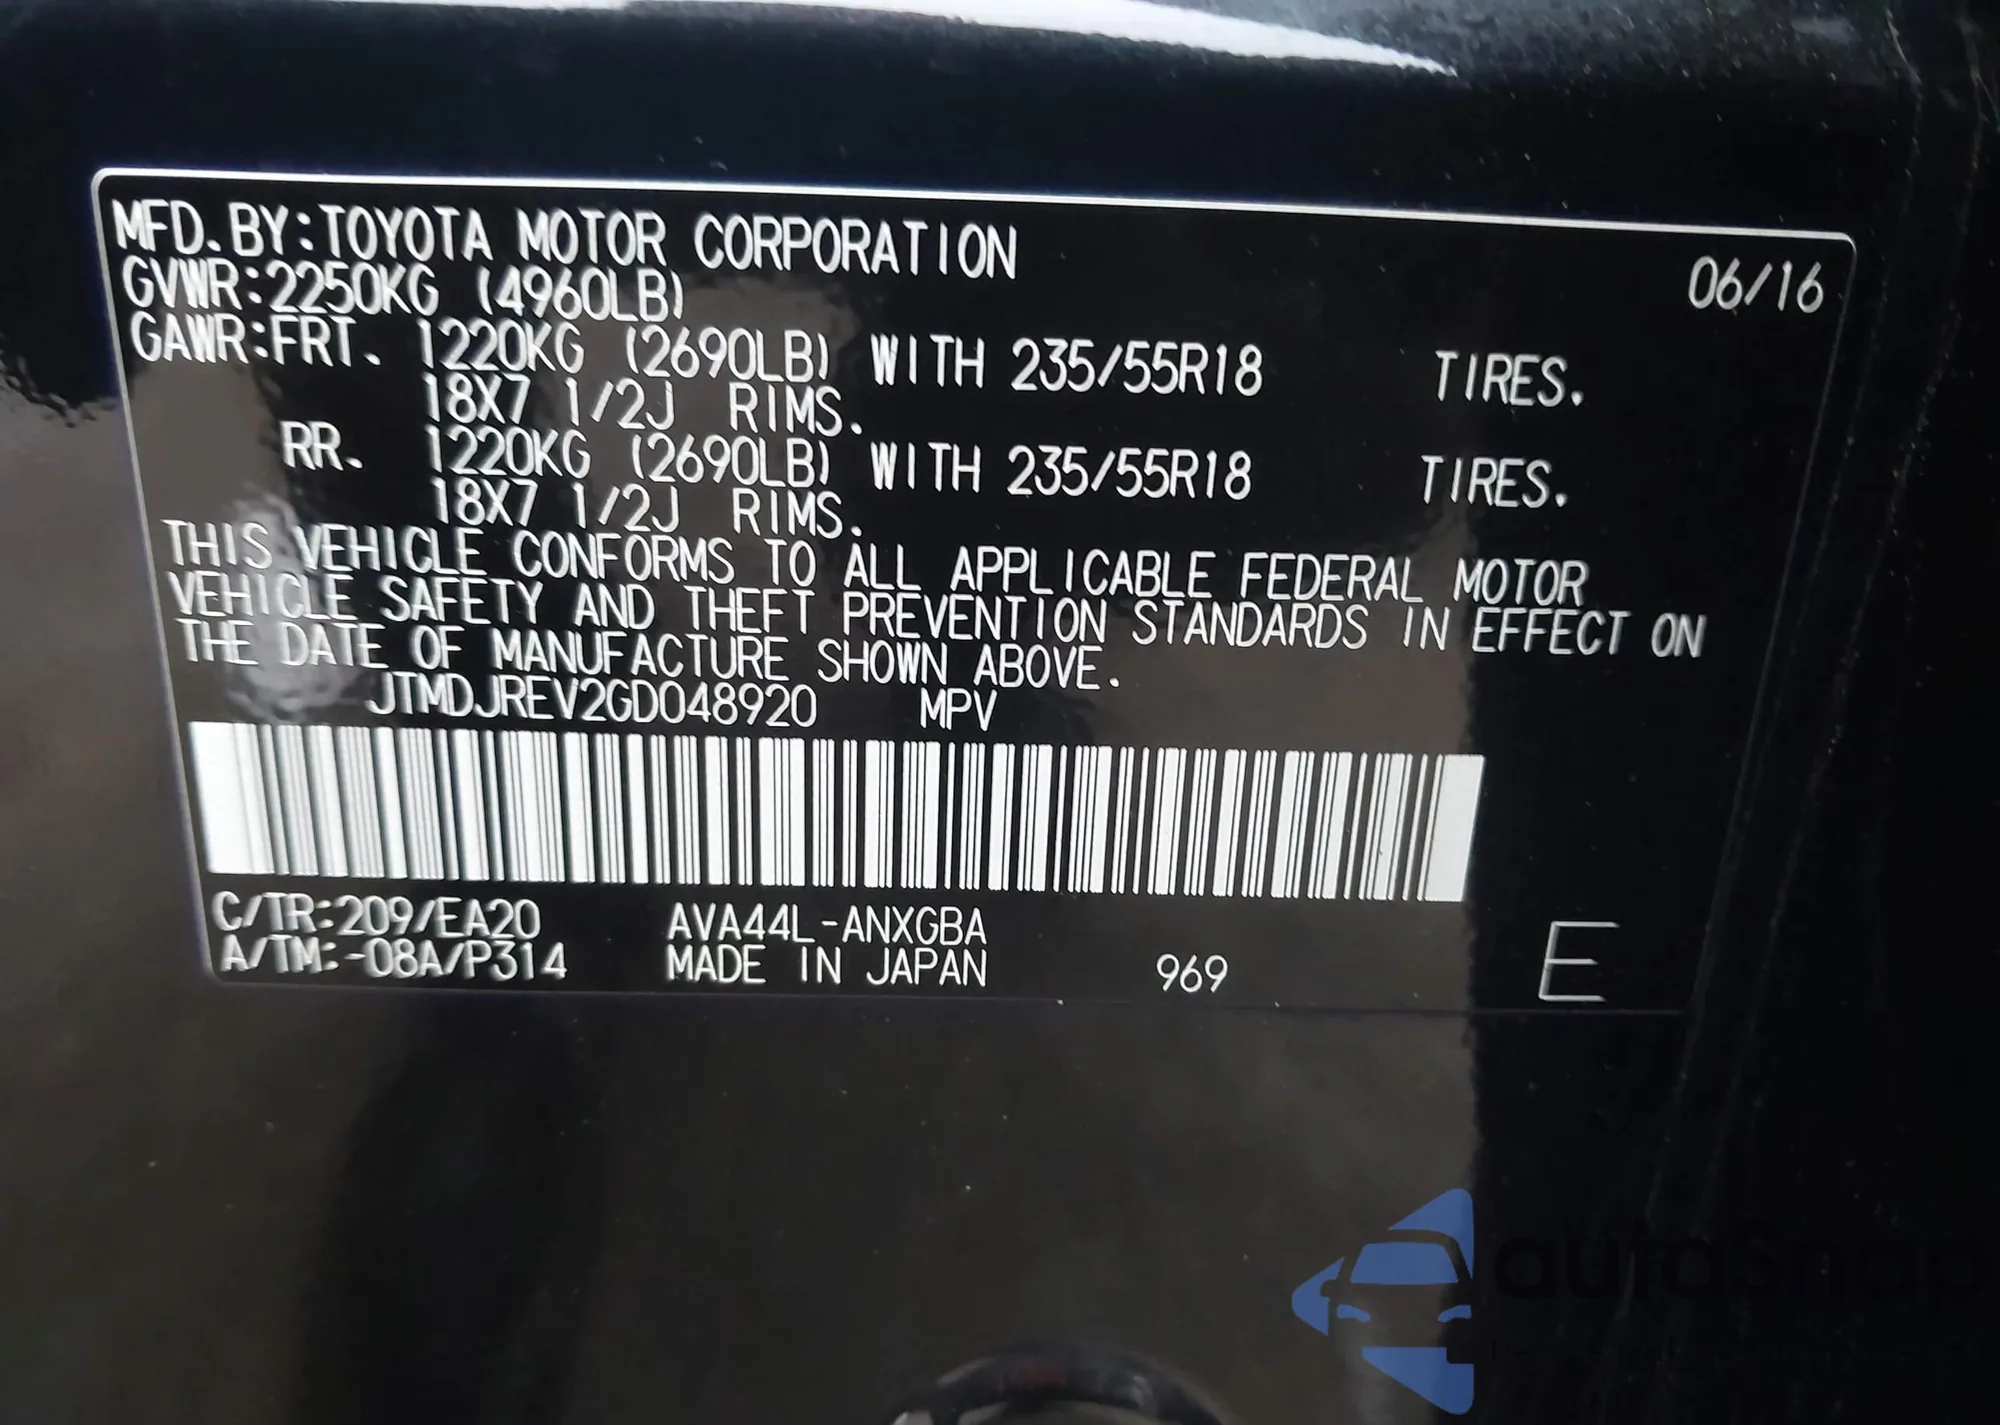 MFD.BY:TOYOTA MOTOR CORPORATION 06/16
GVWR:2250KG (4960LB)
GAWR:FRT. 1220KG (2690LB) WITH 235/55R18 TIRES.
18X7 1/2J RIMS.
RR. 1220KG (2690LB) WITH 235/55R18 TIRES.
18X7 1/2J RIMS.
THIS VEHICLE CONFORMS TO ALL APPLICABLE FEDERAL MOTOR
VEHICLE SAFETY AND THEFT PREVENTION STANDARDS IN EFFECT ON
THE DATE OF MANUFACTURE SHOWN ABOVE.
JTMDJREV2GD048920 MPV
C/TR:209/EA20 AVA44L-ANXGBA
A/TM:-08A/P314 MADE IN JAPAN 969 E